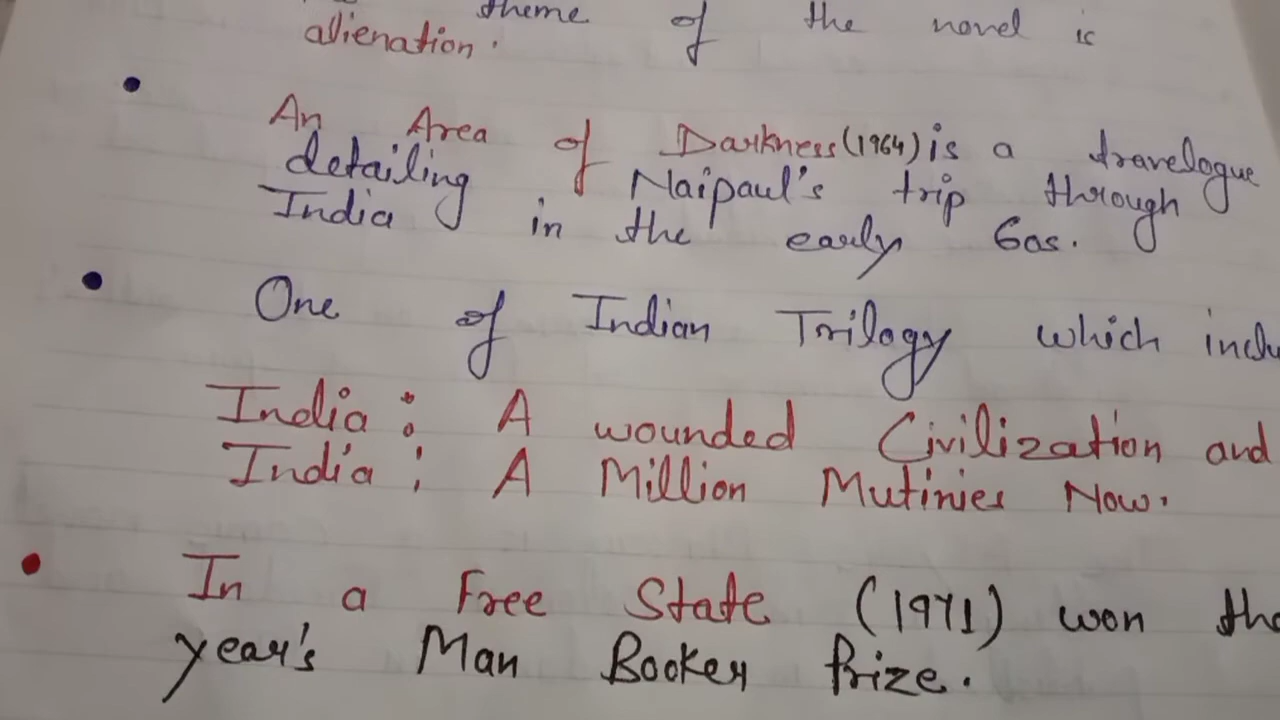 theme of the novel is
alienation.
An Area of Darkness (1964) is a travelogue
detailing Naipaul's trip through
India in the early 60s.
One of Indian Trilogy which
India: A wounded Civilization and
India: A Million Mutinies Now.
In a Free State (1971) won
year's Man Booker Prize.